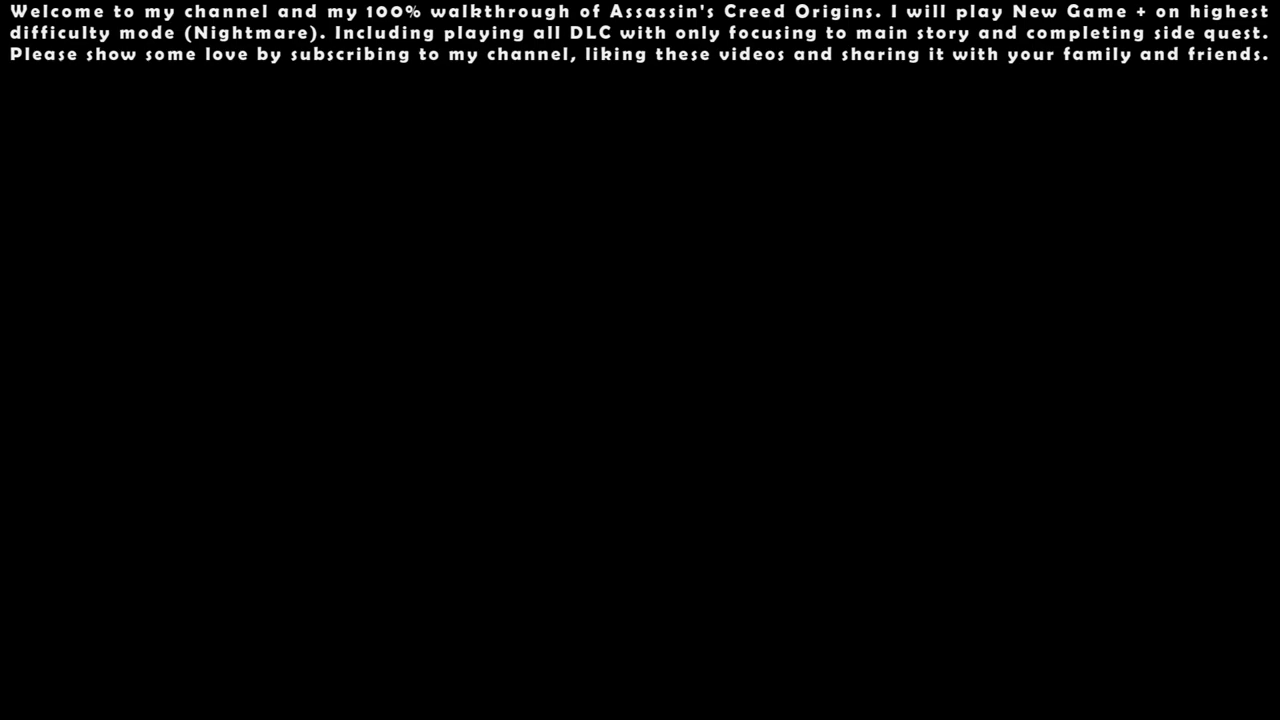 Welcome to my channel and my 100% walkthrough of Assassin's Creed Origins. I will play New Game + on highest
difficulty mode (Nightmare). Including playing all DLC with only focusing to main story and completing side quest.
Please show some love by subscribing to my channel, liking these videos and sharing it with your family and friends.